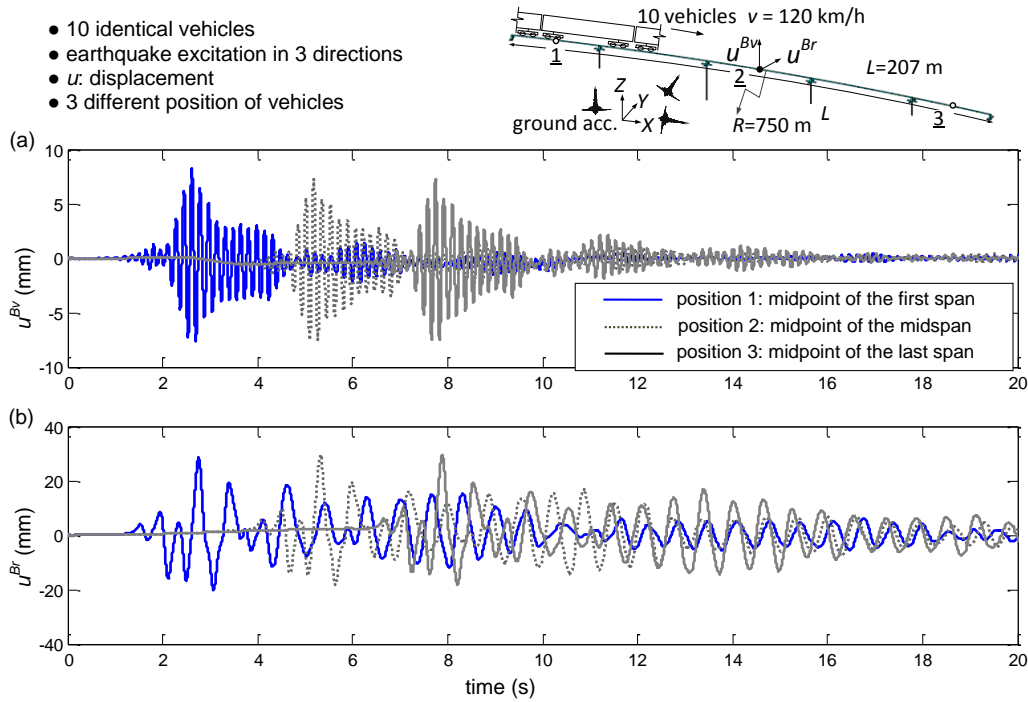 ● 10 identical vehicles
● earthquake excitation in 3 directions
● u: displacement
● 3 different position of vehicles
10 vehicles v = 120 km/h
u^Bv u^Br
1
2
3
L=207 m
L
R=750 m
Z
Y
X
ground acc.
(a)
10
5
0
-5
-10
u^Bv (mm)
position 1: midpoint of the first span
position 2: midpoint of the midspan
position 3: midpoint of the last span
0 2 4 6 8 10 12 14 16 18 20
(b)
40
20
0
-20
-40
u^Br (mm)
0 2 4 6 8 10 12 14 16 18 20
time (s)